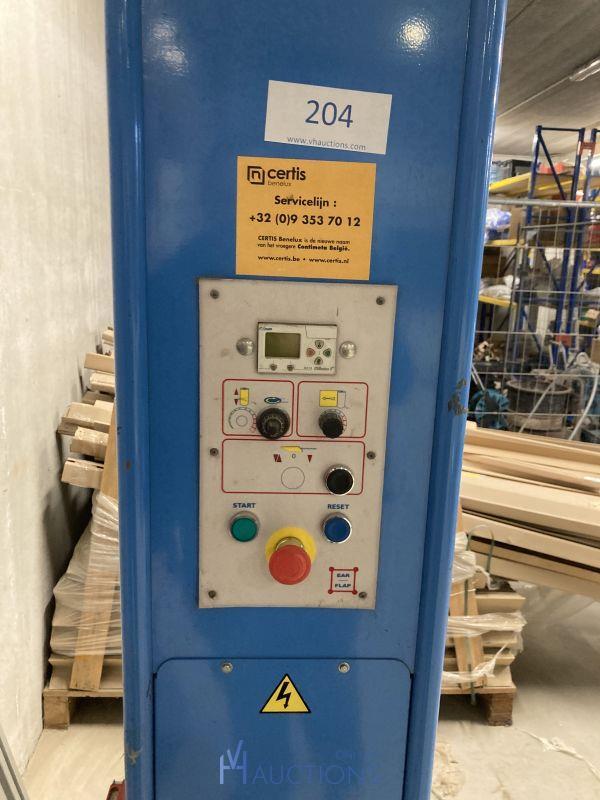 204
www.vhauctions.com
certis
benelux
Servicelijn :
+32 (0)9 353 70 12
CERTIS Benelux is de nieuwe naam
van het vroegere Contimeta België.
www.certis.be • www.certis.nl
0
START
RESET
EAR
FLAP
VH AUCTIONS